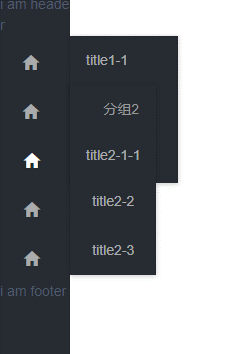 i am heade
r
title1-1
分组2
title2-1-1
title2-2
title2-3
i am footer